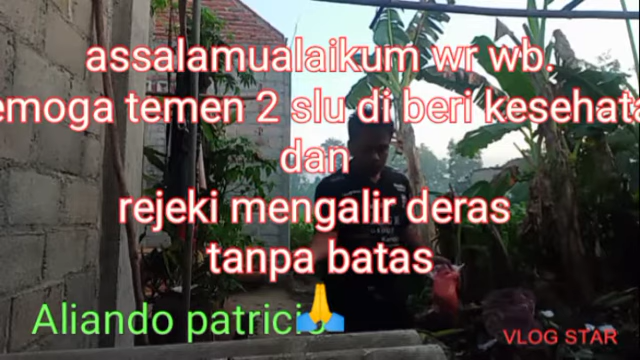 assalamualaikum wr wb.
emoga temen 2 slu di beri kesehata
dan
rejeki mengalir deras
tanpa batas
Aliando patricio
VLOG STAR